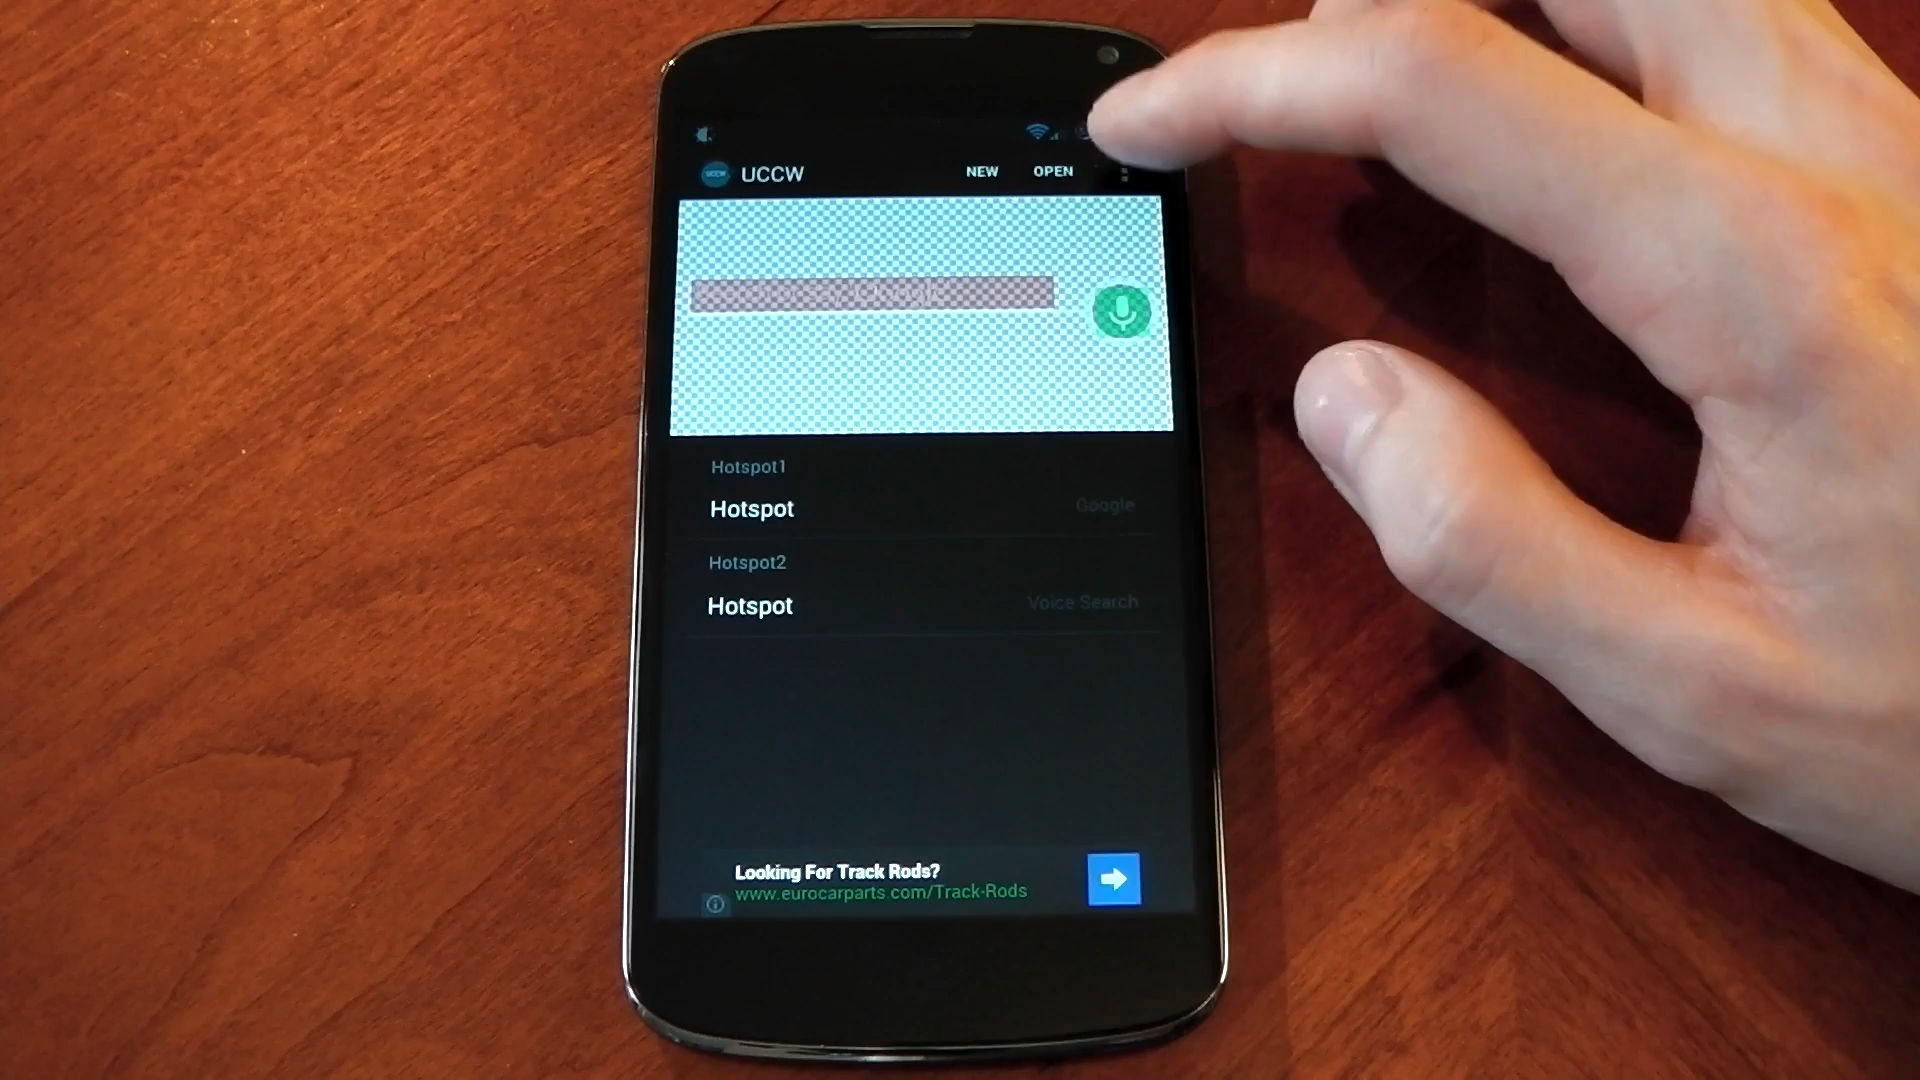 UCCW UCCW NEW OPEN
Hotspot1
Hotspot Google
Hotspot2
Hotspot Voice Search
Looking For Track Rods?
www.eurocarparts.com/Track-Rods